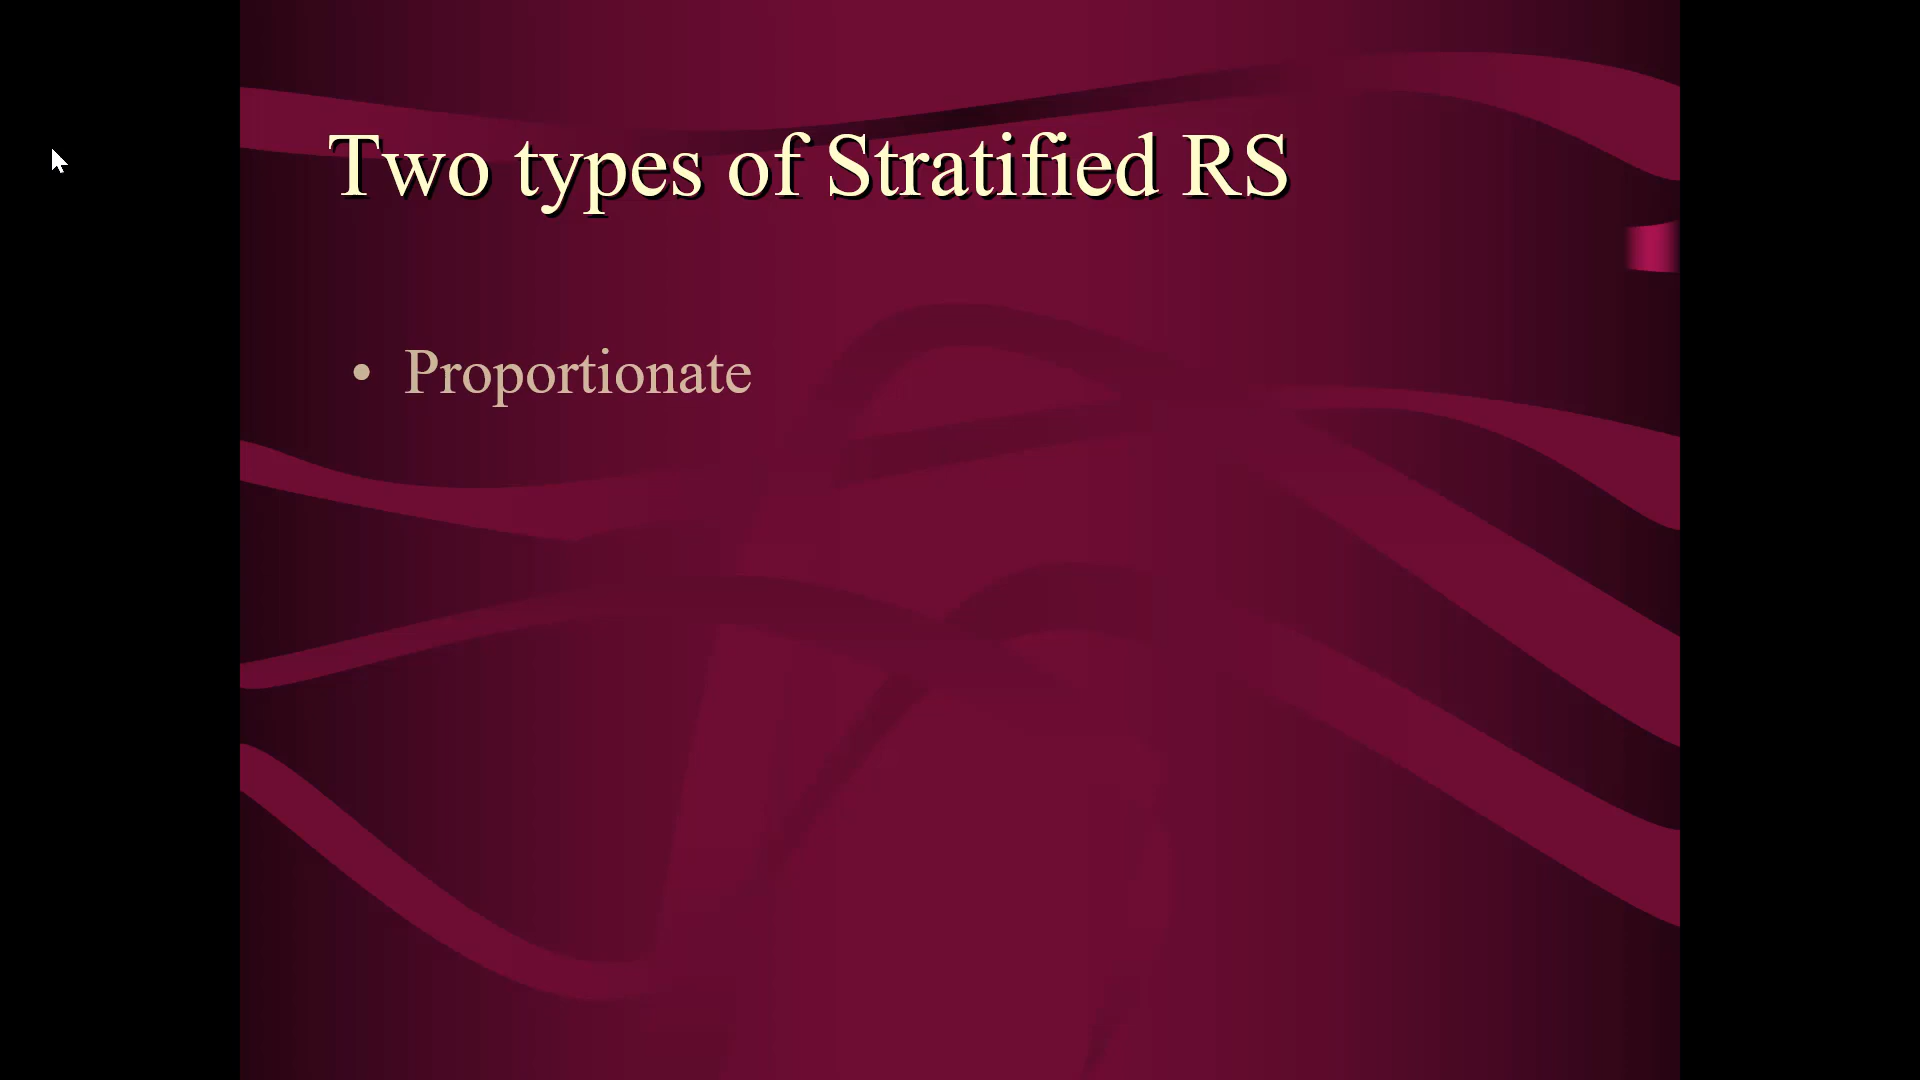 Two types of Stratified RS
• Proportionate